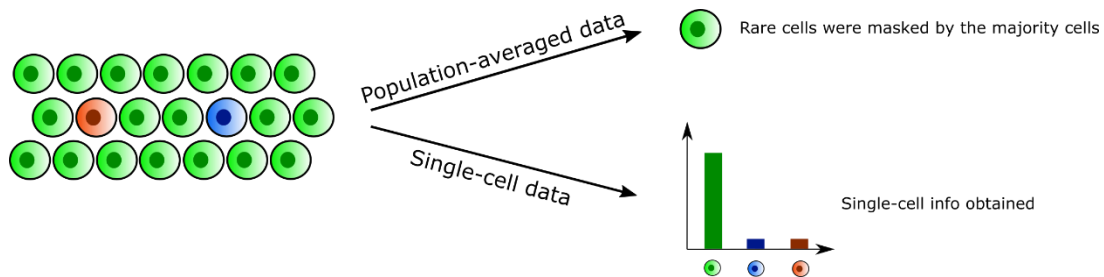 Population-averaged data
Rare cells were masked by the majority cells
Single-cell data
Single-cell info obtained